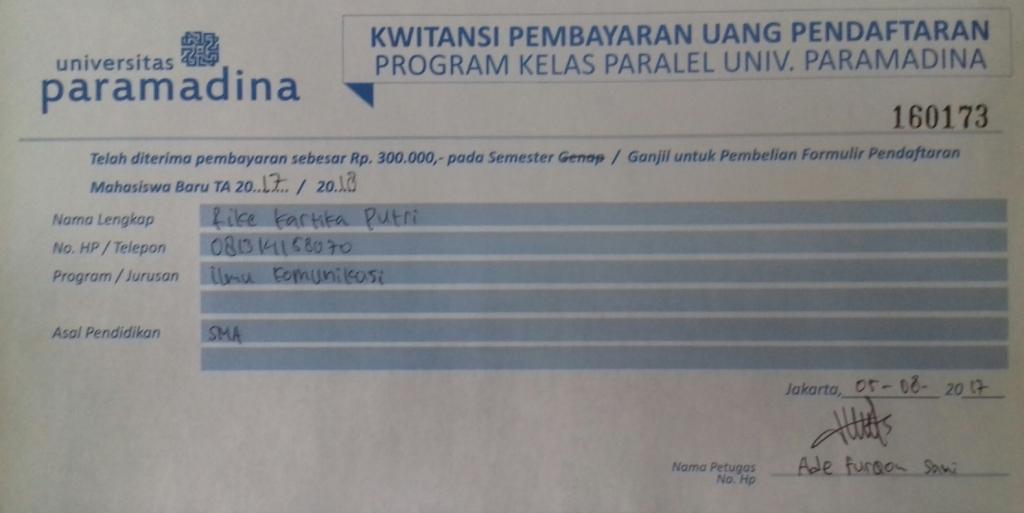 universitas
paramadina
KWITANSI PEMBAYARAN UANG PENDAFTARAN
PROGRAM KELAS PARALEL UNIV. PARAMADINA
160173
Telah diterima pembayaran sebesar Rp. 300.000,- pada Semester Genap / Ganjil untuk Pembelian Formulir Pendaftaran
Mahasiswa Baru TA 20..17.. / 20.18
Nama Lengkap fike kartika Putri
No. HP / Telepon 081314158070
Program / Jurusan ilmu komunikasi
Asal Pendidikan SMA
Jakarta, 05-08- 2017
Nama Petugas Ade Furqon Sani
No. Hp